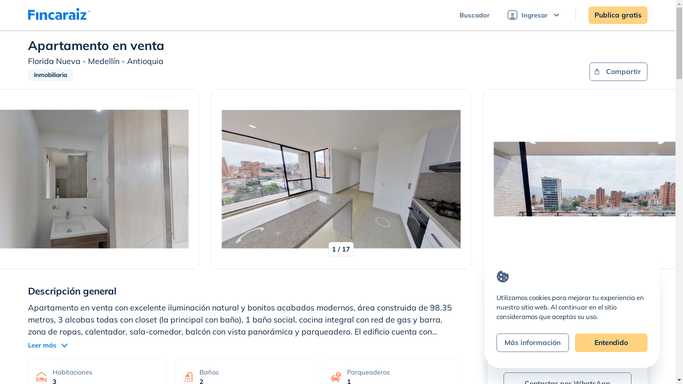 Fincaraiz
Buscador
Ingresar
Publica gratis
Apartamento en venta
Florida Nueva - Medellín - Antioquia
Inmobiliaria
Compartir
1 / 17
Descripción general
Apartamento en venta con excelente iluminación natural y bonitos acabados modernos, área construida de 98.35
metros, 3 alcobas todas con closet (la principal con baño), 1 baño social, cocina integral con red de gas y barra,
zona de ropas, calentador, sala-comedor, balcón con vista panorámica y parqueadero. El edificio cuenta con...
Leer más
Habitaciones
3
Baños
2
Parqueaderos
1
Utilizamos cookies para mejorar tu experiencia en
nuestro sitio web. Al continuar en el sitio
consideramos que aceptas su uso.
Más información
Entendido
Contactar por WhatsApp